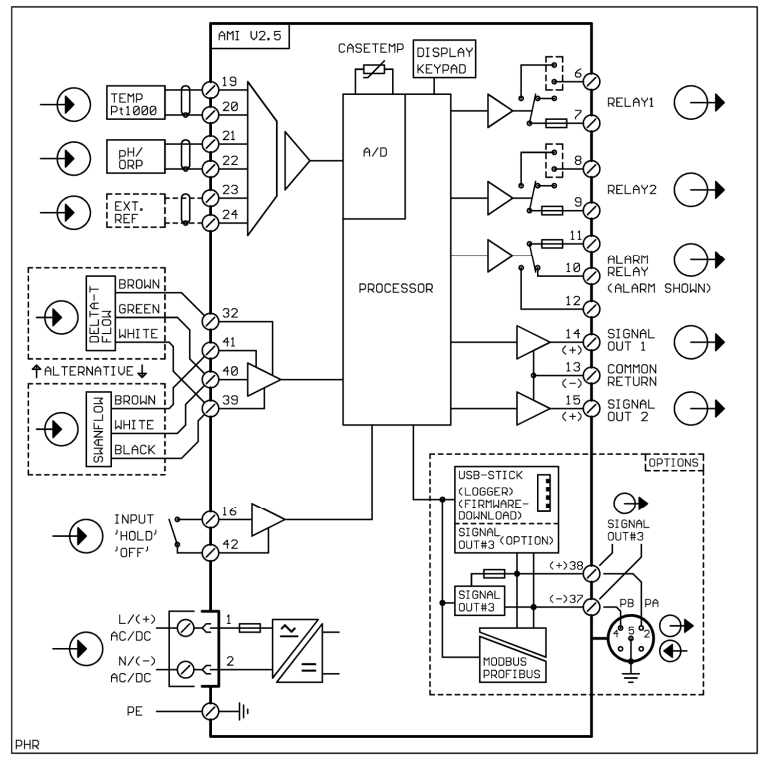 AMI V2.5
CASETEMP
DISPLAY
KEYPAD
TEMP
Pt1000
19
20
pH/
ORP
21
22
EXT.
REF
23
24
A/D
PROCESSOR
6
RELAY1
7
8
RELAY2
9
11
10
ALARM
RELAY
(ALARM SHOWN)
12
14
(+)
SIGNAL
OUT 1
13
(-)
COMMON
RETURN
15
(+)
SIGNAL
OUT 2
DELTA-T
FLOW
BROWN
GREEN
WHITE
32
41
40
39
ALTERNATIVE
SWANFLOW
BROWN
WHITE
BLACK
INPUT
'HOLD'
'OFF'
16
42
OPTIONS
USB-STICK
(LOGGER)
(FIRMWARE-
DOWNLOAD)
SIGNAL
OUT#3 (OPTION)
SIGNAL
OUT#3
(+)38
(-)37
SIGNAL
OUT#3
PB PA
4 5 2
MODBUS
PROFIBUS
L/(+)
AC/DC
1
N/(-)
AC/DC
2
PE
PHR